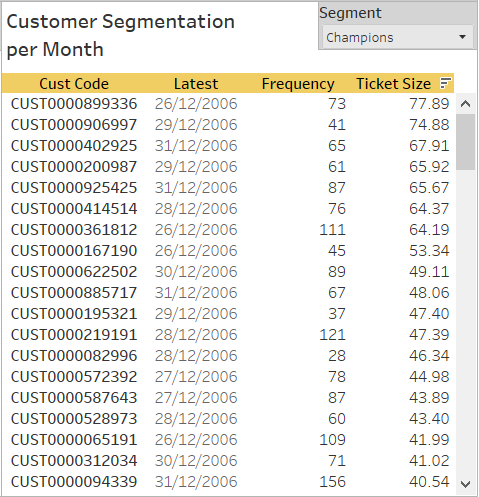 Customer Segmentation
per Month
Segment
Champions
Cust Code Latest Frequency Ticket Size
CUST0000899336 26/12/2006 73 77.89
CUST0000906997 29/12/2006 41 74.88
CUST0000402925 31/12/2006 65 67.91
CUST0000200987 29/12/2006 61 65.92
CUST0000925425 31/12/2006 87 65.67
CUST0000414514 28/12/2006 76 64.37
CUST0000361812 26/12/2006 111 64.19
CUST0000167190 26/12/2006 45 53.34
CUST0000622502 30/12/2006 89 49.11
CUST0000885717 31/12/2006 67 48.06
CUST0000195321 29/12/2006 37 47.40
CUST0000219191 28/12/2006 121 47.39
CUST0000082996 28/12/2006 28 46.34
CUST0000572392 27/12/2006 78 44.98
CUST0000587643 27/12/2006 87 43.89
CUST0000528973 28/12/2006 60 43.40
CUST0000065191 26/12/2006 109 41.99
CUST0000312034 30/12/2006 71 41.02
CUST0000094339 31/12/2006 156 40.54